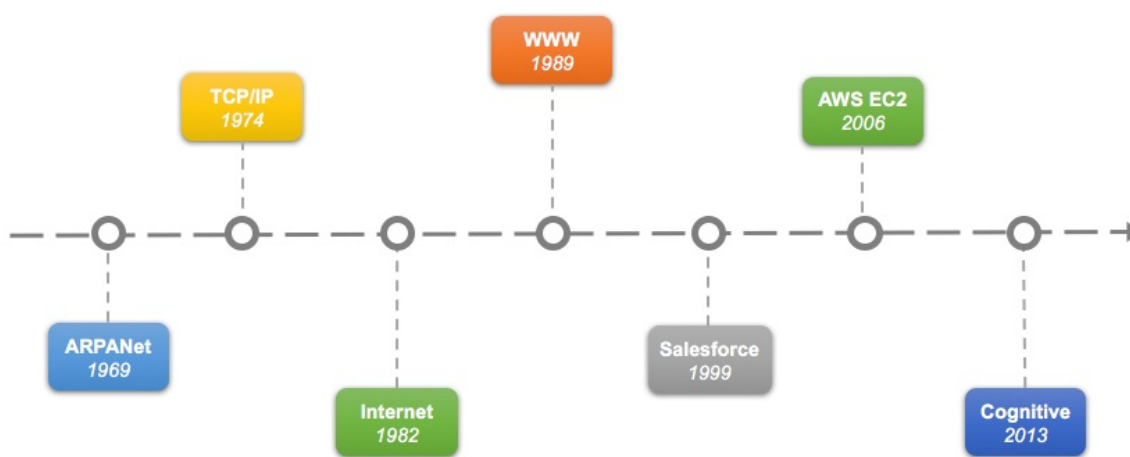 ARPANet
1969
TCP/IP
1974
Internet
1982
WWW
1989
Salesforce
1999
AWS EC2
2006
Cognitive
2013